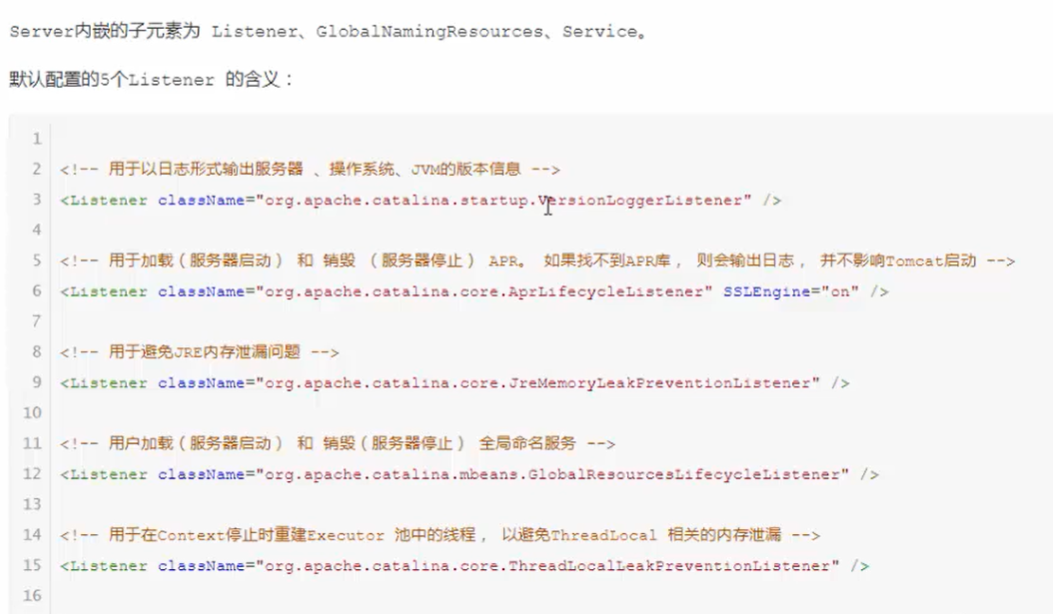 Server内嵌的子元素为 Listener、GlobalNamingResources、Service。
默认配置的5个Listener 的含义：
1
2 <!-- 用于以日志形式输出服务器 、操作系统、JVM的版本信息 -->
3 <Listener className="org.apache.catalina.startup.VersionLoggerListener" />
4
5 <!-- 用于加载（服务器启动） 和 销毁 （服务器停止） APR。 如果找不到APR库， 则会输出日志， 并不影响Tomcat启动 -->
6 <Listener className="org.apache.catalina.core.AprLifecycleListener" SSLEngine="on" />
7
8 <!-- 用于避免JRE内存泄漏问题 -->
9 <Listener className="org.apache.catalina.core.JreMemoryLeakPreventionListener" />
10
11 <!-- 用户加载（服务器启动） 和 销毁（服务器停止） 全局命名服务 -->
12 <Listener className="org.apache.catalina.mbeans.GlobalResourcesLifecycleListener" />
13
14 <!-- 用于在Context停止时重建Executor 池中的线程， 以避免ThreadLocal 相关的内存泄漏 -->
15 <Listener className="org.apache.catalina.core.ThreadLocalLeakPreventionListener" />
16